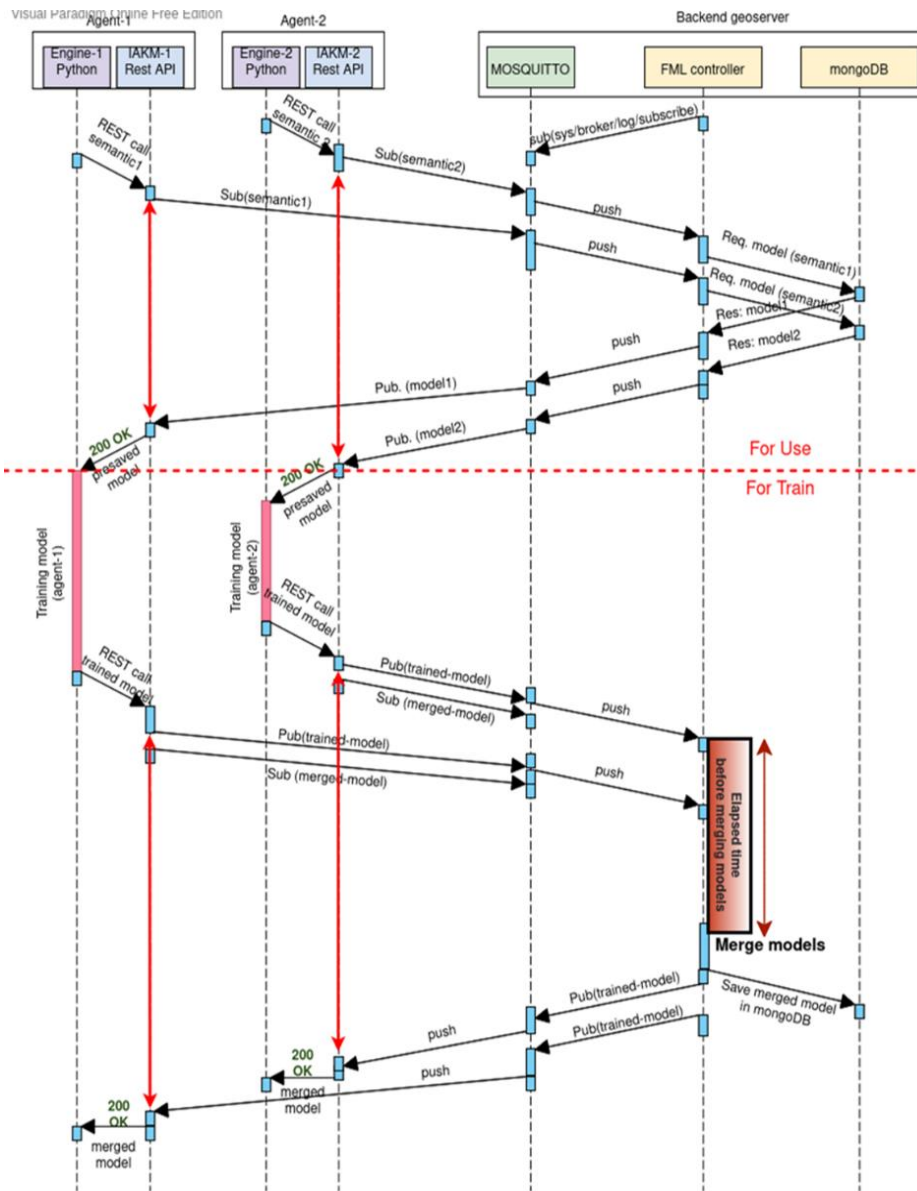 Visual Paradigm Online Free Edition
Agent-1
Agent-2
Backend geoserver
Engine-1
Python
IAKM-1
Rest API
Engine-2
Python
IAKM-2
Rest API
MOSQUITTO
FML controller
mongoDB
REST call
semantic1
REST call
semantic 2
sub(sys/broker/log/subscribe)
Sub(semantic2)
Sub(semantic1)
push
push
Req. model (semantic1)
Req. model (semantic2)
Res: model1
Res: model2
push
push
Pub. (model1)
Pub. (model2)
200 OK
presaved
model
200 OK
presaved
model
For Use
For Train
Training model
(agent-1)
Training model
(agent-2)
REST call
trained model
REST call
trained model
Pub(trained-model)
Sub (merged-model)
push
Pub(trained-model)
Sub (merged-model)
push
Elapsed time
before merging models
Merge models
Pub(trained-model)
Save merged model
in mongoDB
Pub(trained-model)
push
push
200
OK
merged
model
200
OK
merged
model